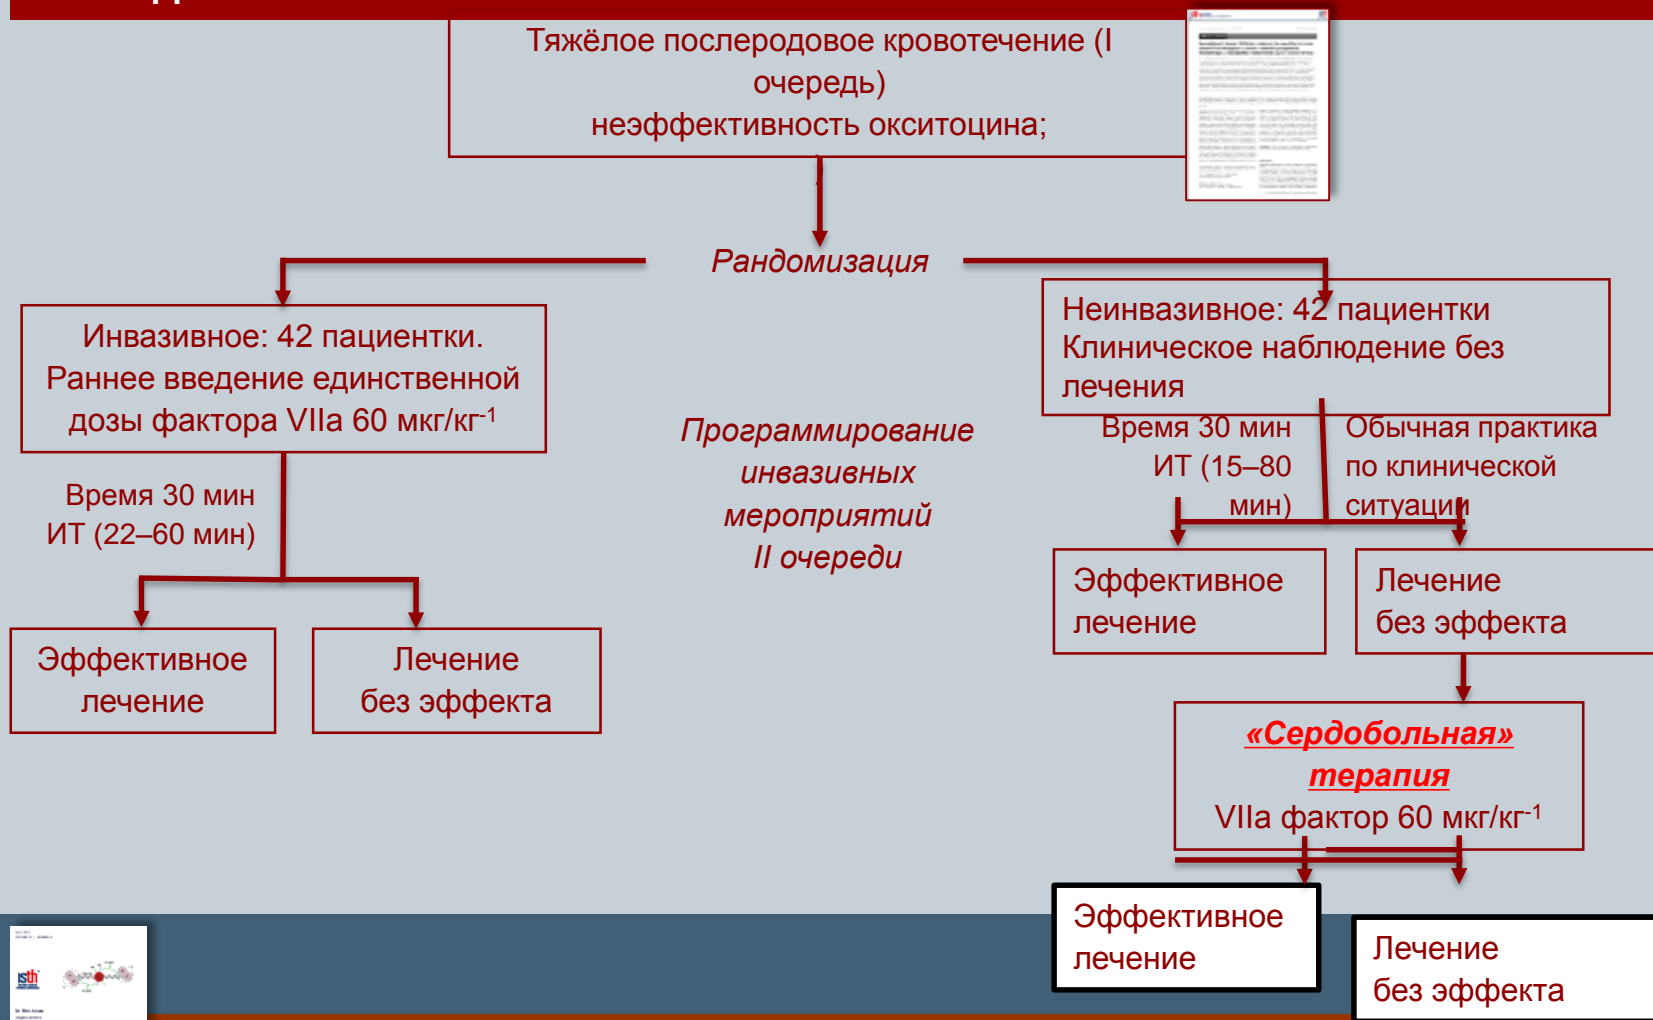 Тяжёлое послеродовое кровотечение (I
очередь)
неэффективность окситоцина;
Рандомизация
Инвазивное: 42 пациентки.
Раннее введение единственной
дозы фактора VIIa 60 мкг/кг-1
Время 30 мин
ИТ (22–60 мин)
Эффективное
лечение
Лечение
без эффекта
Программирование
инвазивных
мероприятий
II очереди
Неинвазивное: 42 пациентки
Клиническое наблюдение без
лечения
Время 30 мин
ИТ (15–80
мин)
Обычная практика
по клинической
ситуации
Эффективное
лечение
Лечение
без эффекта
«Сердобольная»
терапия
VIIa фактор 60 мкг/кг-1
Эффективное
лечение
Лечение
без эффекта
isth